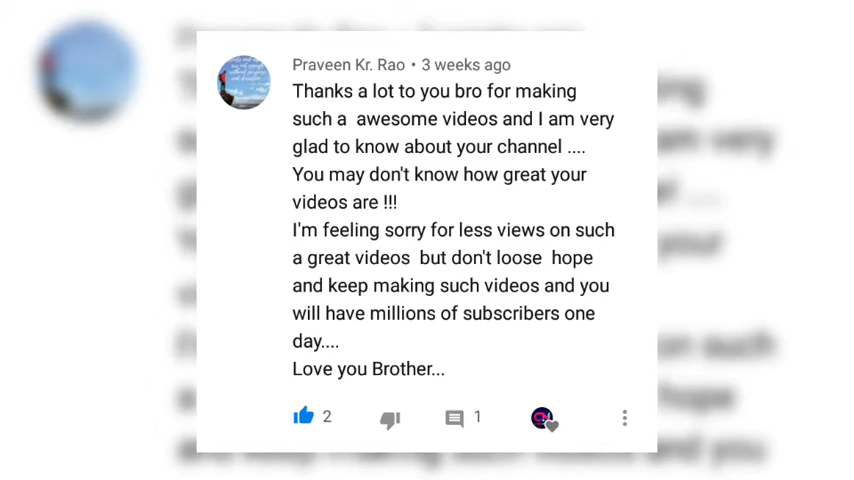 Praveen Kr. Rao • 3 weeks ago
Thanks a lot to you bro for making
such a awesome videos and I am very
glad to know about your channel ....
You may don't know how great your
videos are !!!
I'm feeling sorry for less views on such
a great videos but don't loose hope
and keep making such videos and you
will have millions of subscribers one
day....
Love you Brother...
2 1